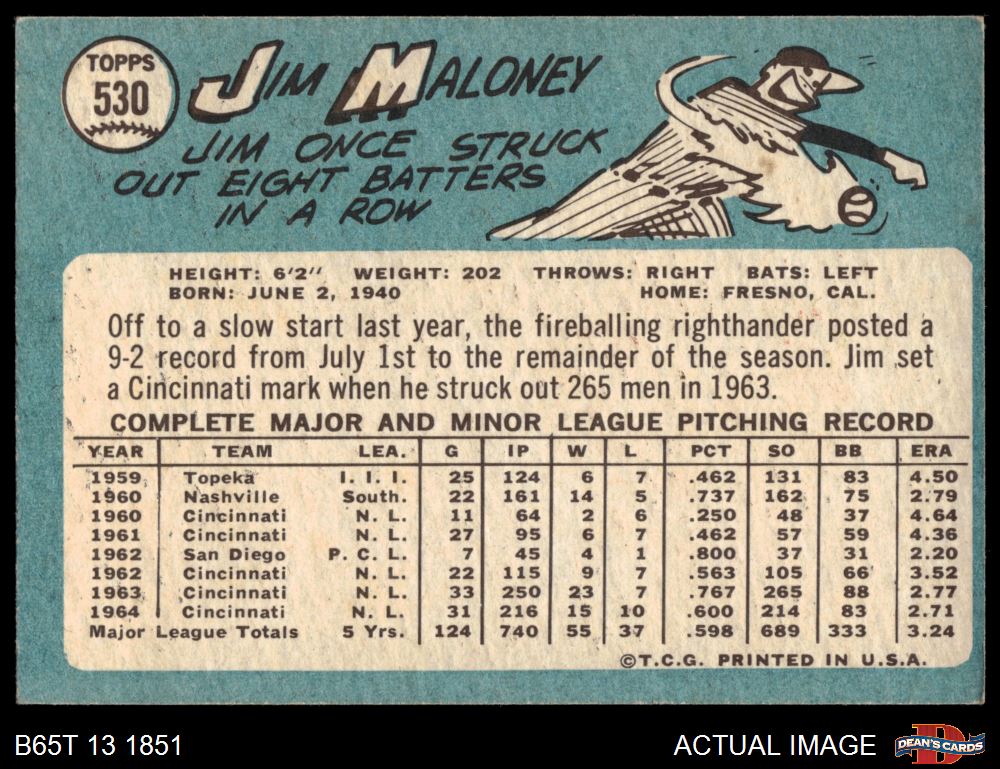 TOPPS
530
JIM MALONEY
JIM ONCE STRUCK
OUT EIGHT BATTERS
IN A ROW
HEIGHT: 6'2" WEIGHT: 202 THROWS: RIGHT BATS: LEFT
BORN: JUNE 2, 1940 HOME: FRESNO, CAL.
Off to a slow start last year, the fireballing righthander posted a
9-2 record from July 1st to the remainder of the season. Jim set
a Cincinnati mark when he struck out 265 men in 1963.
COMPLETE MAJOR AND MINOR LEAGUE PITCHING RECORD
YEAR TEAM LEA. G IP W L PCT SO BB ERA
1959 Topeka I. I. I. 25 124 6 7 .462 131 83 4.50
1960 Nashville South. 22 161 14 5 .737 162 75 2.79
1960 Cincinnati N. L. 11 64 2 6 .250 48 37 4.64
1961 Cincinnati N. L. 27 95 6 7 .462 57 59 4.36
1962 San Diego P. C. L. 7 45 4 1 .800 37 31 2.20
1962 Cincinnati N. L. 22 115 9 7 .563 105 66 3.52
1963 Cincinnati N. L. 33 250 23 7 .767 265 88 2.77
1964 Cincinnati N. L. 31 216 15 10 .600 214 83 2.71
Major League Totals 5 Yrs. 124 740 55 37 .598 689 333 3.24
©T.C.G. PRINTED IN U.S.A.
B65T 13 1851 ACTUAL IMAGE D DEAN'S CARDS